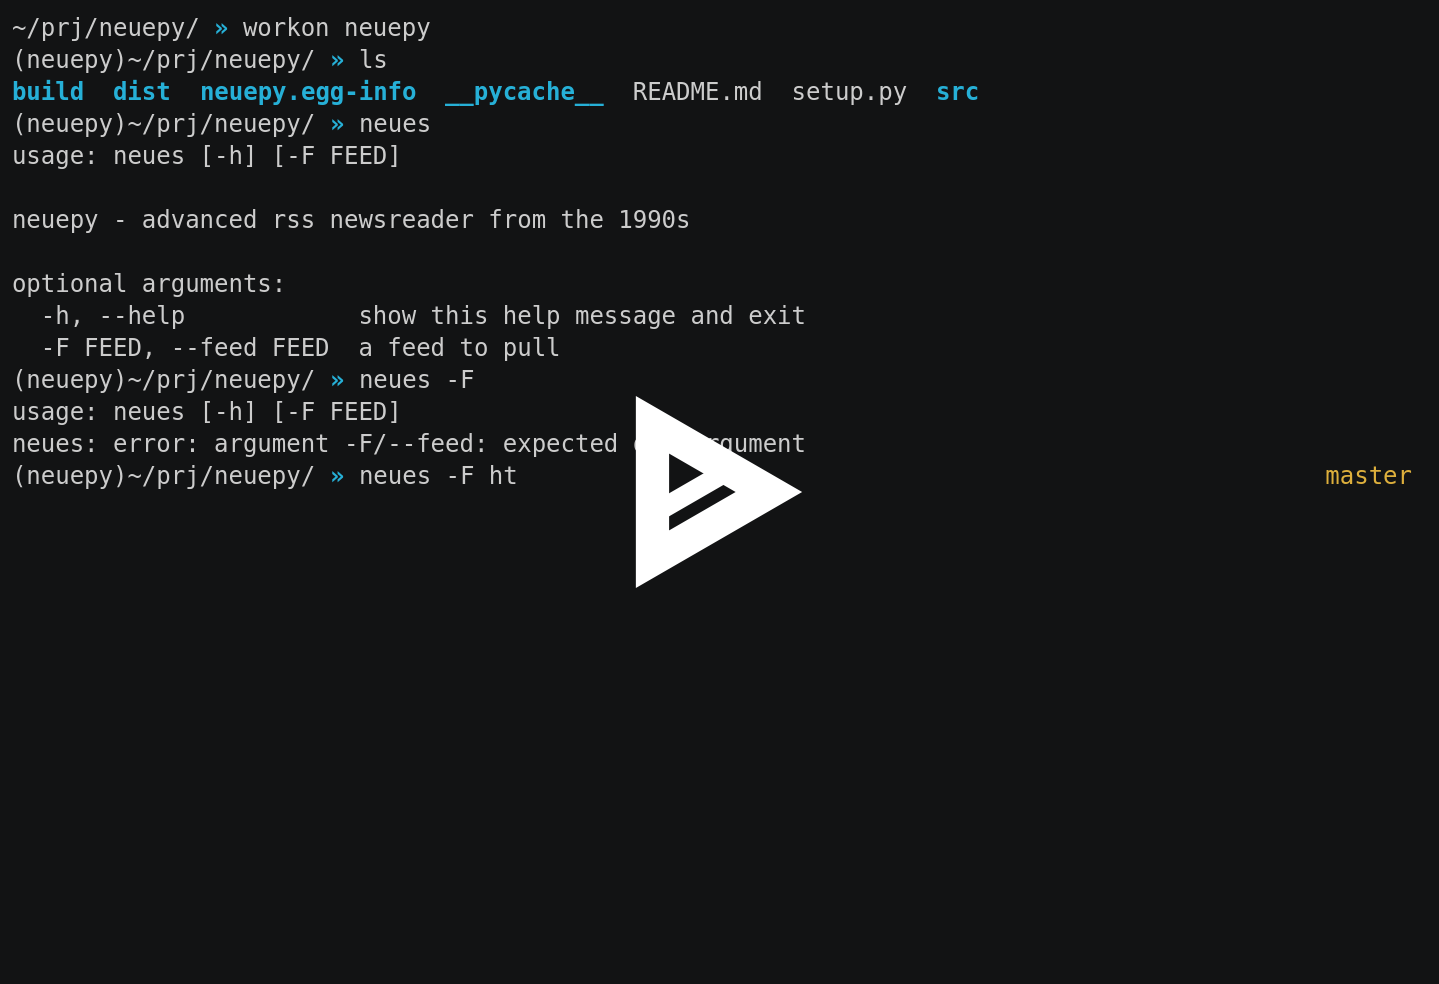 ~/prj/neuepy/ » workon neuepy
(neuepy)~/prj/neuepy/ » ls
build  dist  neuepy.egg-info  __pycache__  README.md  setup.py  src
(neuepy)~/prj/neuepy/ » neues
usage: neues [-h] [-F FEED]

neuepy - advanced rss newsreader from the 1990s

optional arguments:
  -h, --help            show this help message and exit
  -F FEED, --feed FEED  a feed to pull
(neuepy)~/prj/neuepy/ » neues -F
usage: neues [-h] [-F FEED]
neues: error: argument -F/--feed: expected argument
(neuepy)~/prj/neuepy/ » neues -F ht master